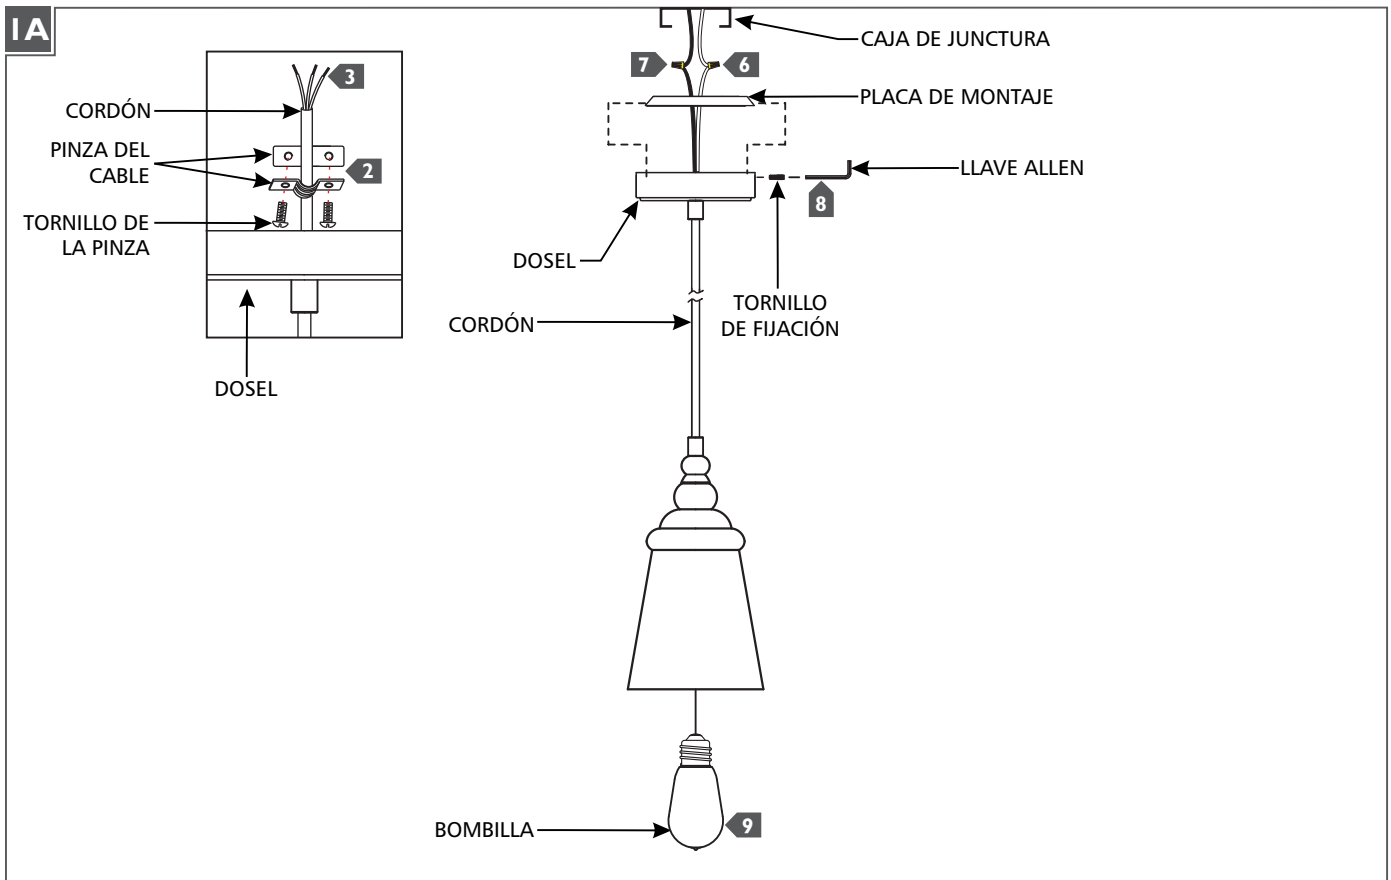 1A
3
CORDÓN
PINZA DEL
CABLE
2
TORNILLO DE
LA PINZA
DOSEL
CAJA DE JUNCTURA
7
6
PLACA DE MONTAJE
LLAVE ALLEN
8
DOSEL
TORNILLO
DE FIJACIÓN
CORDÓN
BOMBILLA
9